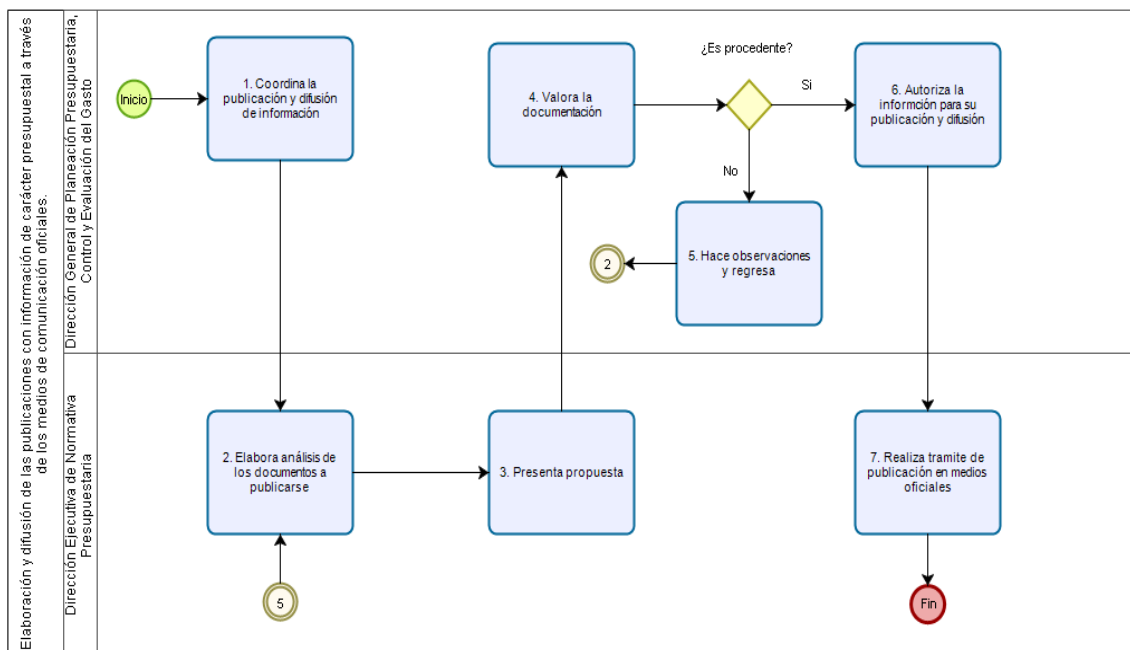 Elaboración y difusión de las publicaciones con información de carácter presupuestal a través
de los medios de comunicación oficiales.
Dirección General de Planeación Presupuestaria,
Control y Evaluación del Gasto
Inicio
1. Coordina la
publicación y difusión
de información
4. Valora la
documentación
¿Es procedente?
Si
No
6. Autoriza la
informción para su
publicación y difusión
2
5. Hace observaciones
y regresa
Dirección Ejecutiva de Normativa
Presupuestaria
2. Elabora análisis de
los documentos a
publicarse
3. Presenta propuesta
7. Realiza tramite de
publicación en medios
oficiales
5
Fin